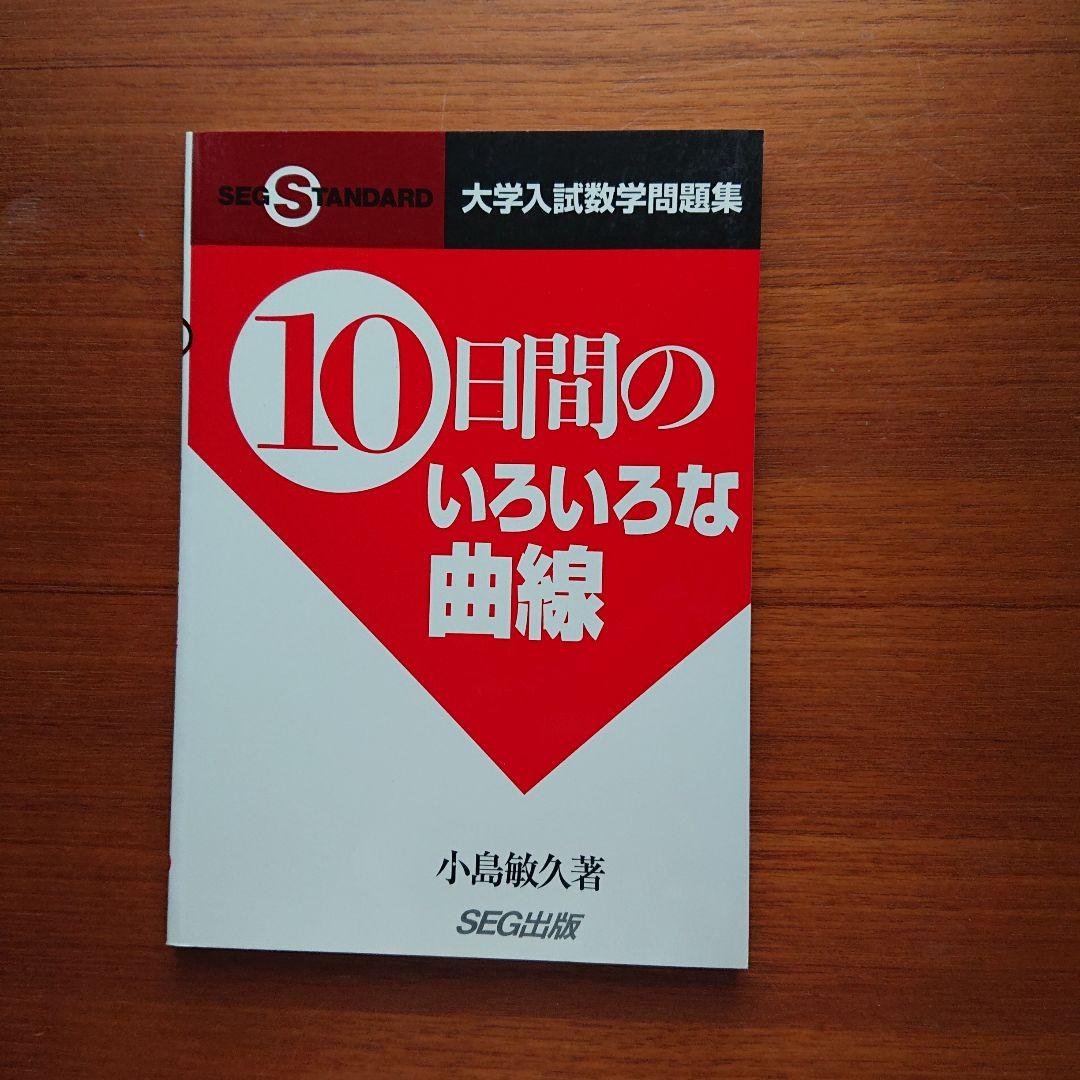 SEG STANDARD
大学入試数学問題集
10日間の
いろいろな
曲線
小島敏久著
SEG出版